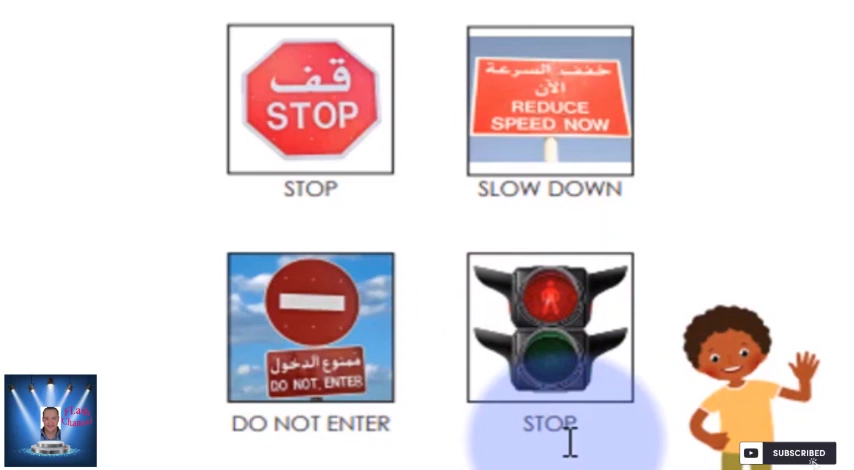 قف
STOP
STOP
خفف السرعة
الآن
REDUCE
SPEED NOW
SLOW DOWN
ممنوع الدخول
DO NOT ENTER
DO NOT ENTER
STOP
SUBSCRIBED